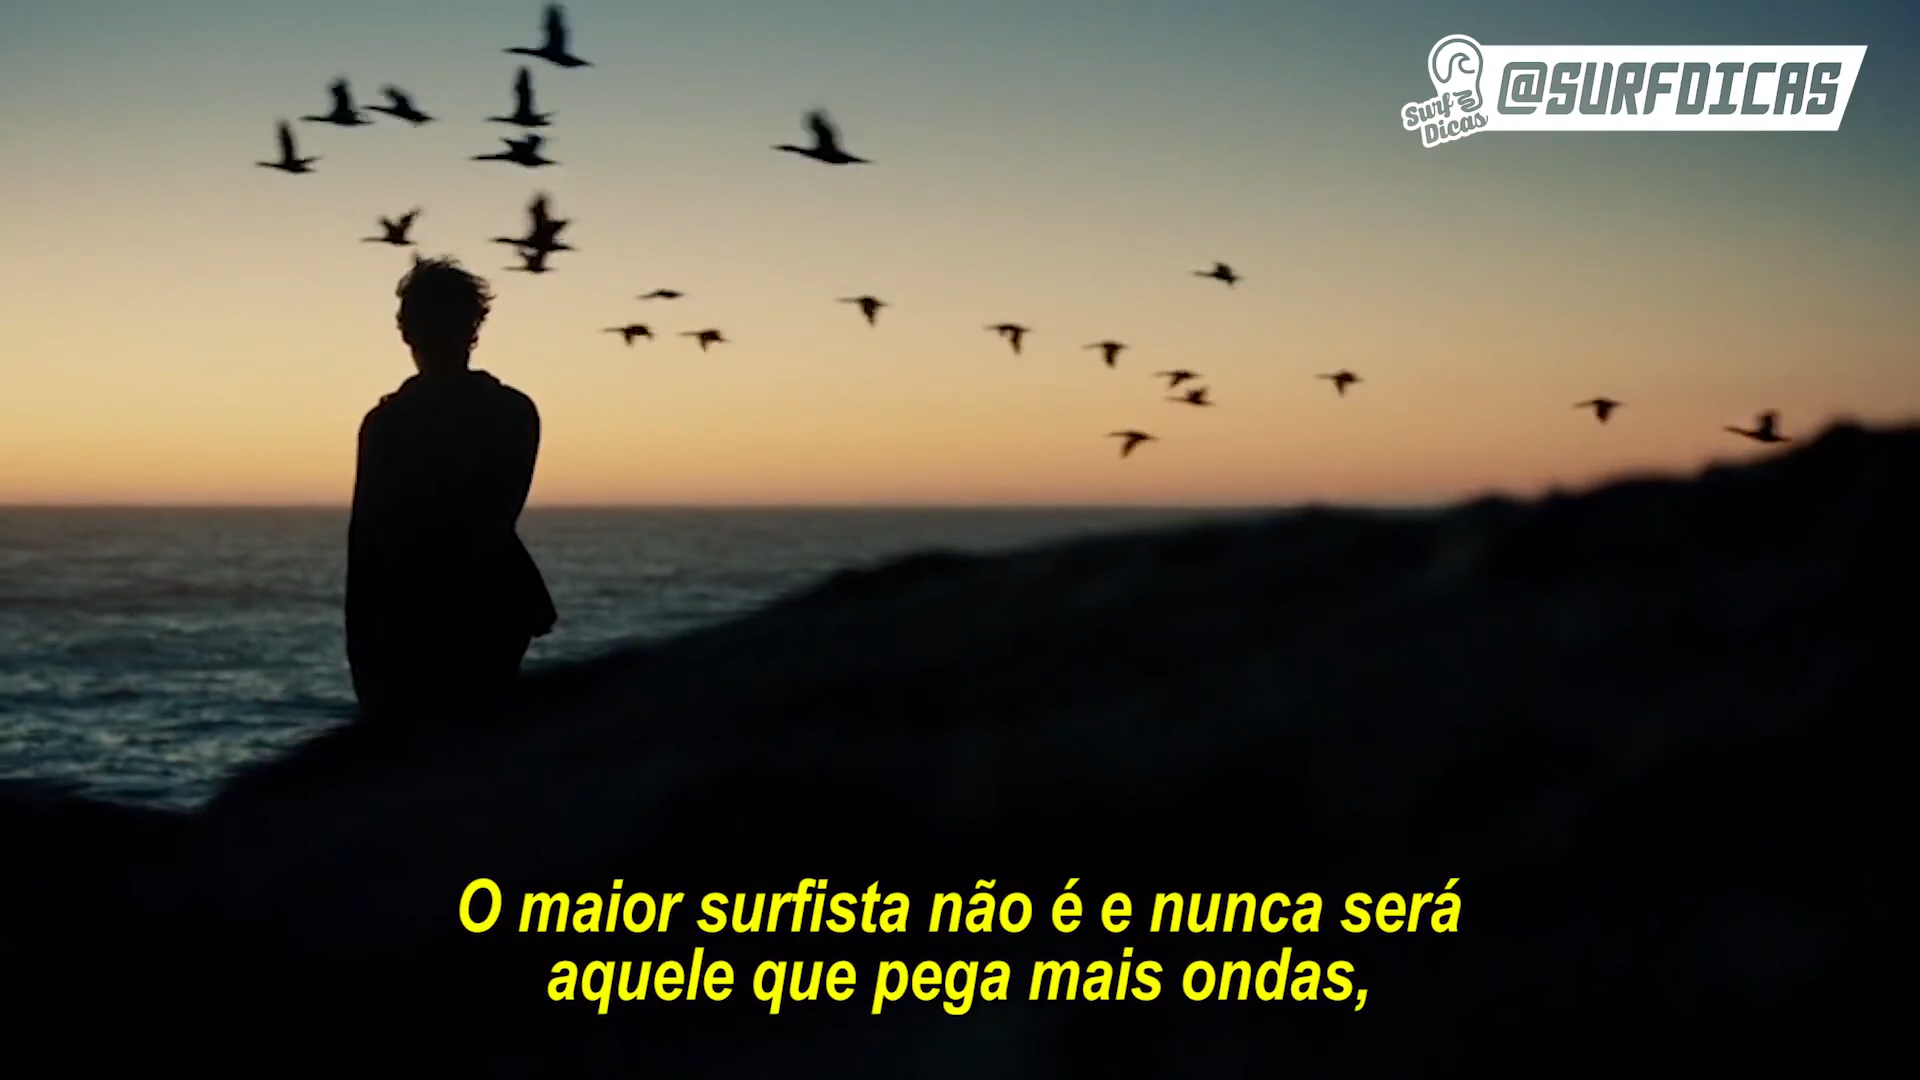 Surf
Dicas
@SURFDICAS
O maior surfista não é e nunca será
aquele que pega mais ondas,